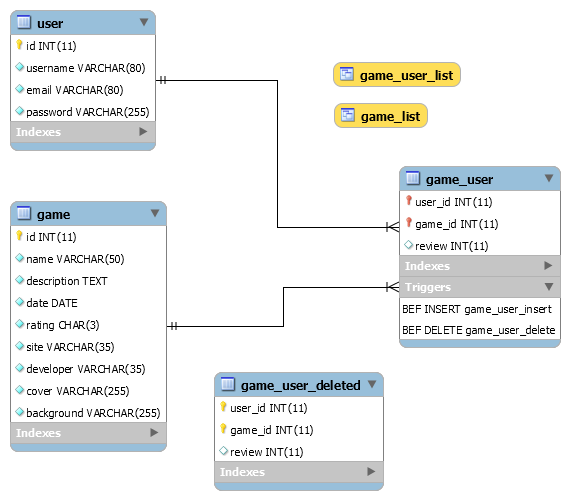 user
id INT(11)
username VARCHAR(80)
email VARCHAR(80)
password VARCHAR(255)
Indexes
game_user_list
game_list
game_user
user_id INT(11)
game_id INT(11)
review INT(11)
Indexes
Triggers
BEF INSERT game_user_insert
BEF DELETE game_user_delete
game
id INT(11)
name VARCHAR(50)
description TEXT
date DATE
rating CHAR(3)
site VARCHAR(35)
developer VARCHAR(35)
cover VARCHAR(255)
background VARCHAR(255)
Indexes
game_user_deleted
user_id INT(11)
game_id INT(11)
review INT(11)
Indexes